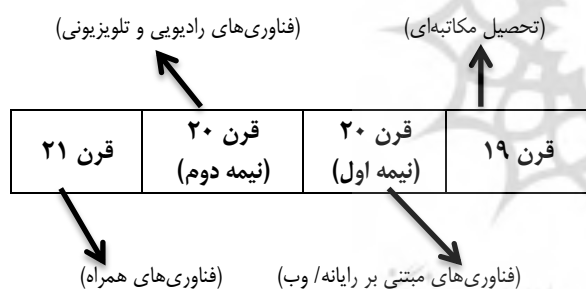 (تحصیل مکاتبه‌ای) (فناوری‌های رادیویی و تلویزیونی)
قرن ۱۹
قرن ۲۰
(نیمه اول)
قرن ۲۰
(نیمه دوم)
قرن ۲۱
(فناوری‌های مبتنی بر رایانه/ وب) (فناوری‌های همراه)